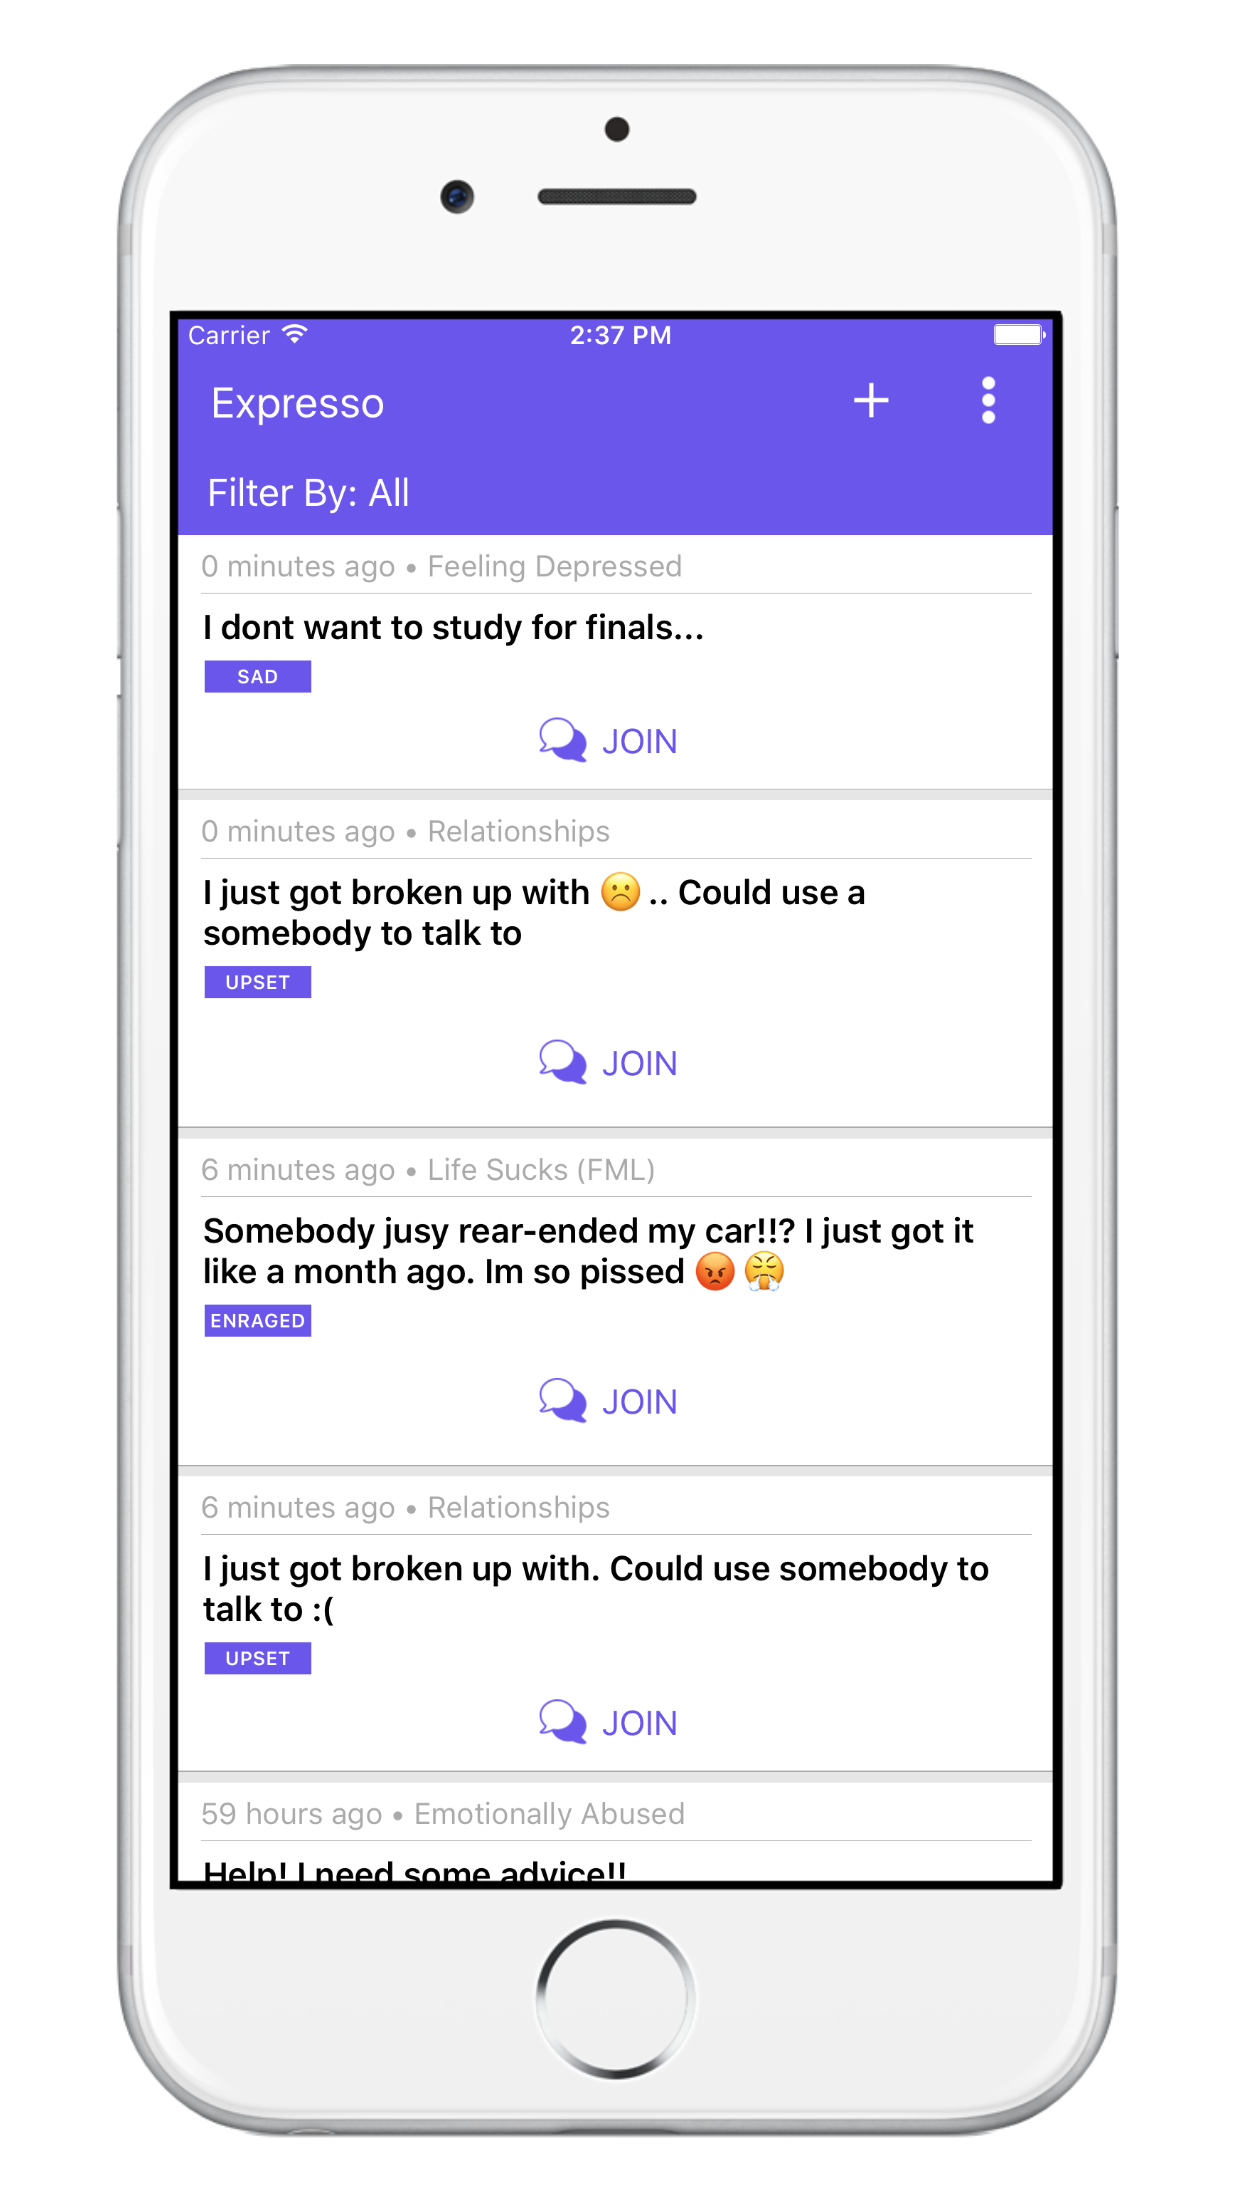 Carrier 2:37 PM
Expresso
Filter By: All
0 minutes ago • Feeling Depressed
I dont want to study for finals...
SAD
JOIN
0 minutes ago • Relationships
I just got broken up with ☹️ .. Could use a
somebody to talk to
UPSET
JOIN
6 minutes ago • Life Sucks (FML)
Somebody jusy rear-ended my car!!? I just got it
like a month ago. Im so pissed 😡 😤
ENRAGED
JOIN
6 minutes ago • Relationships
I just got broken up with. Could use somebody to
talk to :(
UPSET
JOIN
59 hours ago • Emotionally Abused
Help! I need some advice!!